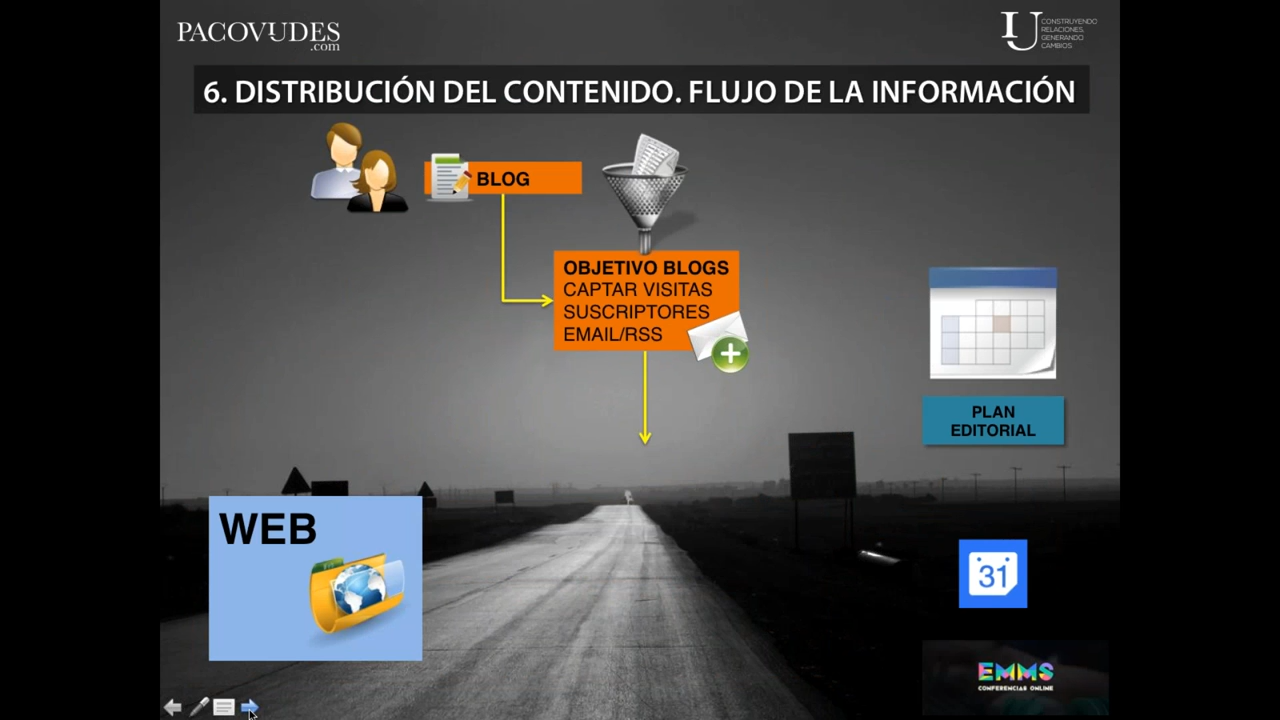 PACOVUDES
.com
CONSTRUYENDO
RELACIONES,
GENERANDO
CAMBIOS
6. DISTRIBUCIÓN DEL CONTENIDO. FLUJO DE LA INFORMACIÓN
BLOG
OBJETIVO BLOGS
CAPTAR VISITAS
SUSCRIPTORES
EMAIL/RSS
PLAN
EDITORIAL
WEB
31
EMMS
CONFERENCIAS ONLINE